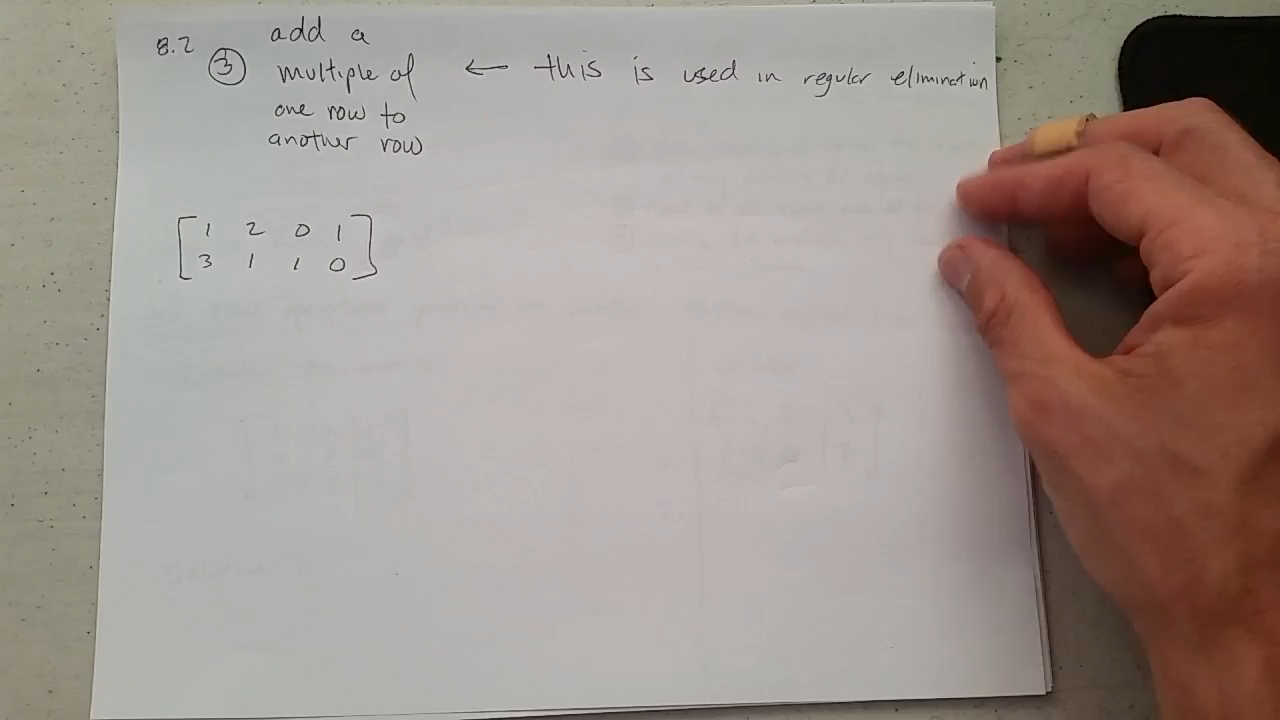 8.2
③ add a
multiple of ← this is used in regular elimination
one row to
another row
1 2 0 1
3 1 1 0